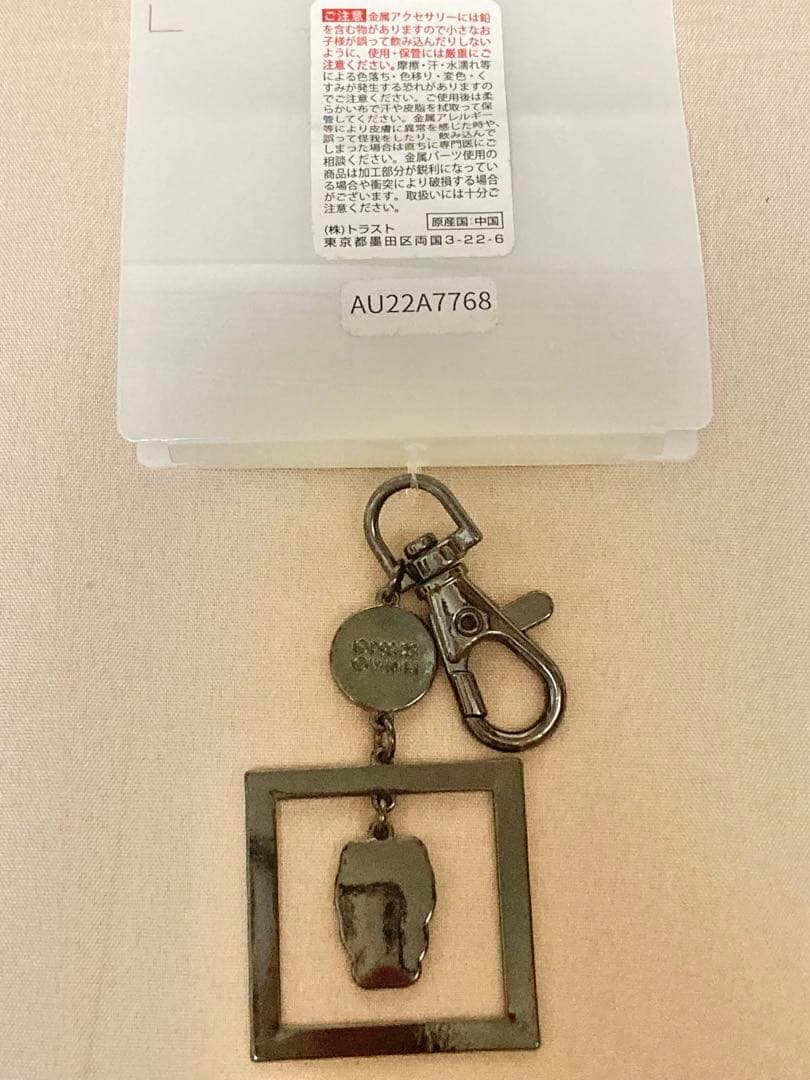 ご注意 金属アクセサリーには鉛
を含む物がありますので小さなお
子様が誤って飲み込んだりしない
ように、使用・保管には厳重にご
注意ください。摩擦・汗・水濡れ等
による色落ち・色移り・変色・く
すみが発生する恐れがありますの
でご注意ください。ご使用後は柔
らかい布で汗や皮脂を拭取って保
管してください。金属アレルギー
等により皮膚に異常を感じた時や、
誤って怪我をしたり、飲み込んで
しまった場合は直ちに専門医にご
相談ください。金属パーツ使用の
商品は加工部分が鋭利になってい
る場合や衝突により破損する場合
がございます。取扱いには十分ご
注意ください。
原産国:中国
(株)トラスト
東京都墨田区両国3-22-6
AU22A7768